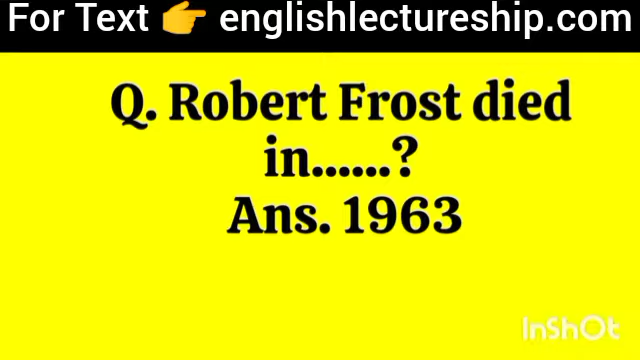 For Text 👉 englishlectureship.com
Q. Robert Frost died
in......?
Ans. 1963
InShOt